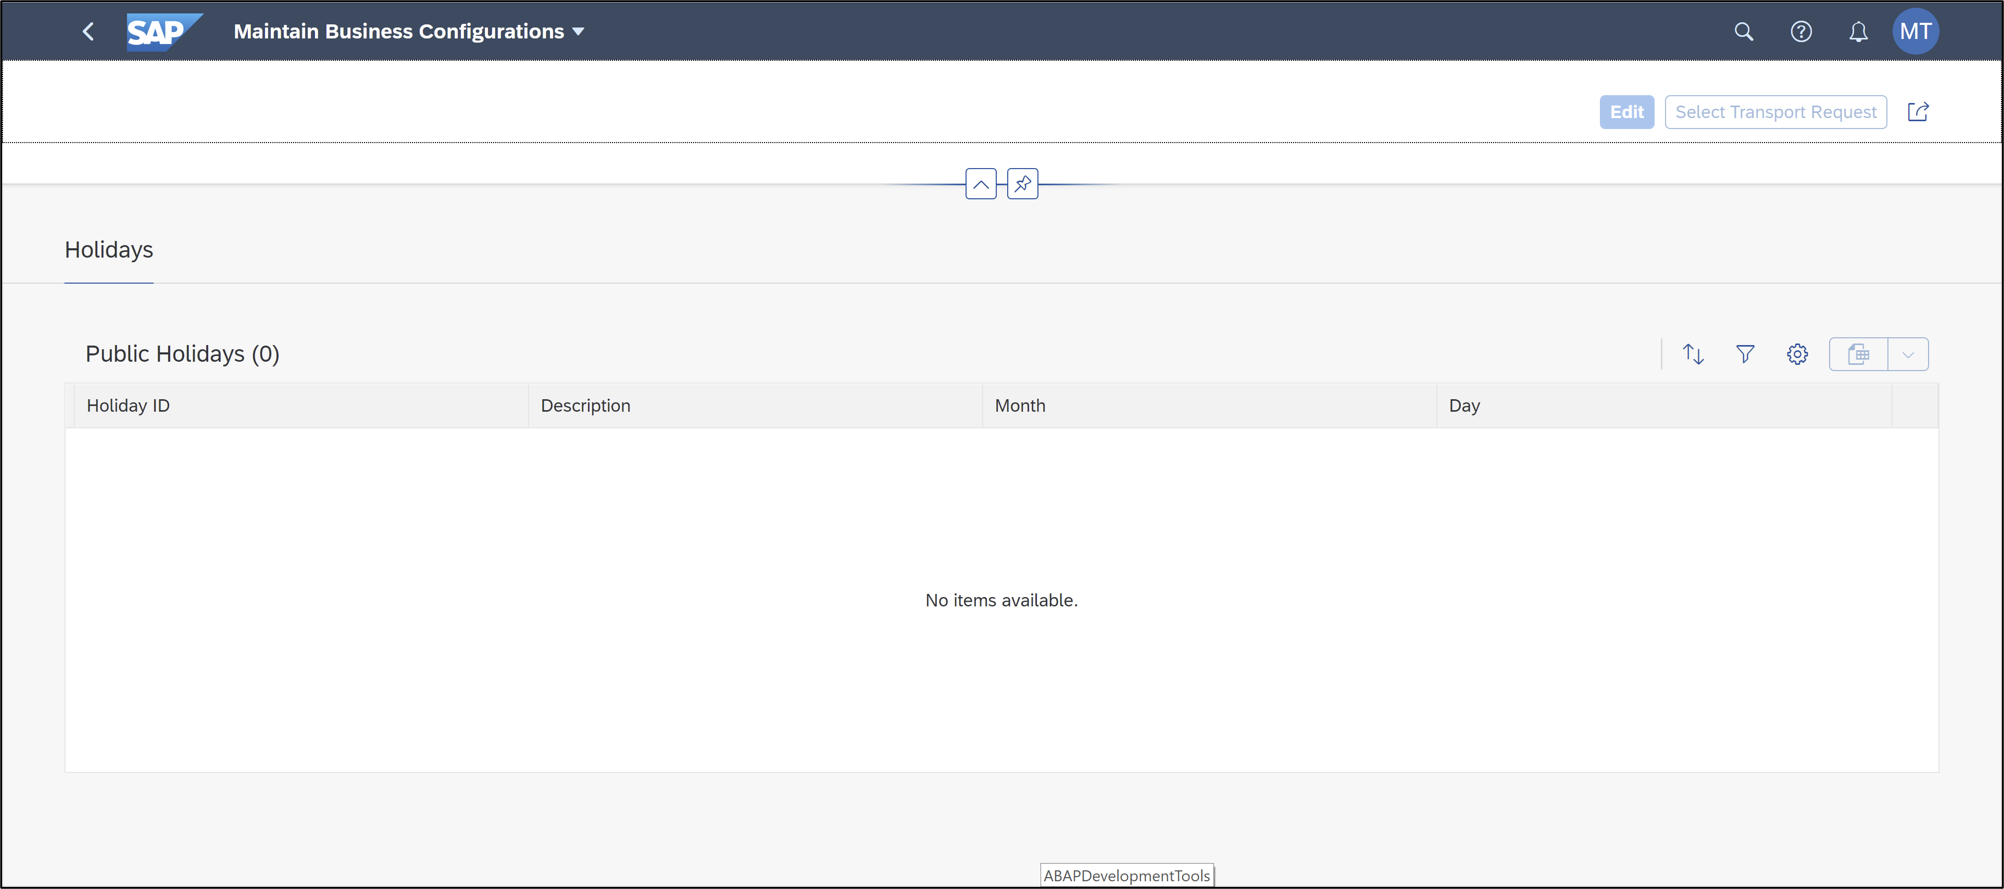 SAP Maintain Business Configurations MT
Edit Select Transport Request
Holidays
Public Holidays (0)
Holiday ID Description Month Day
No items available.
ABAPDevelopmentTools